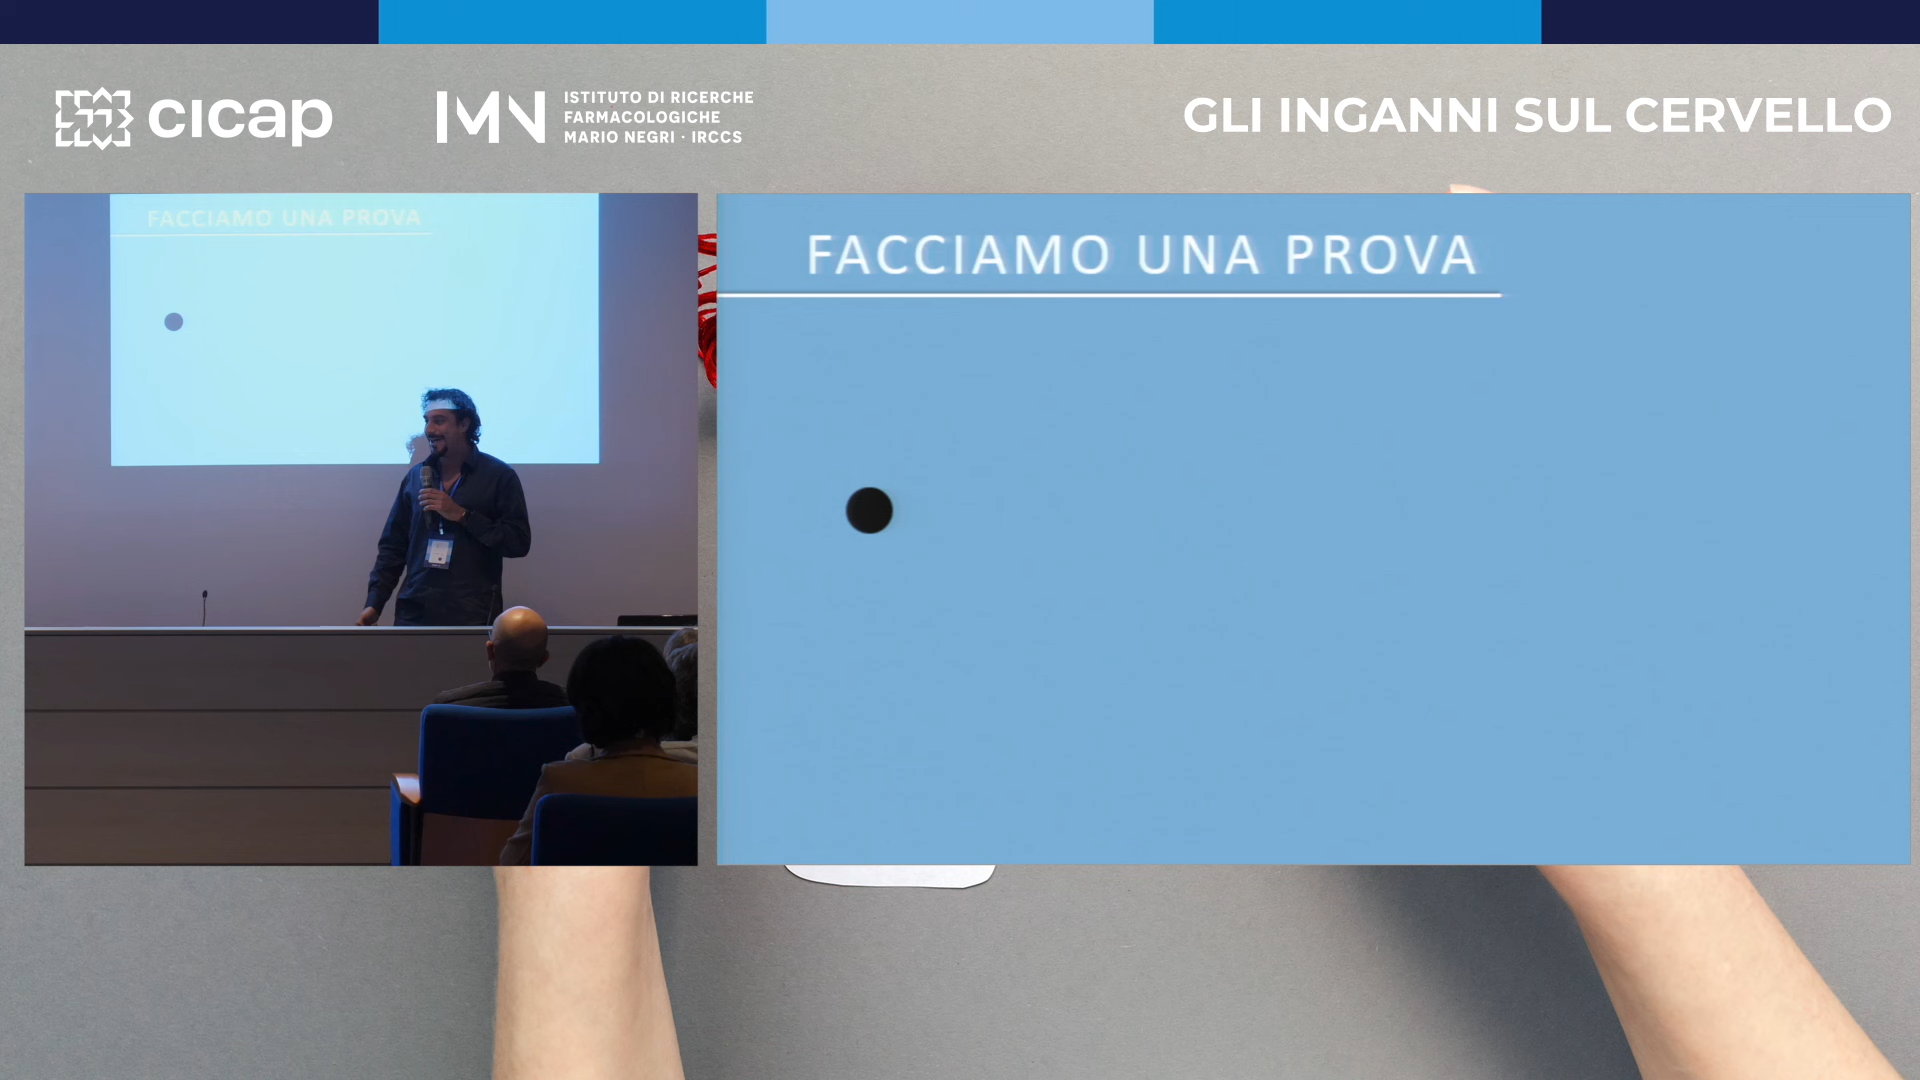 cicap
IMN
ISTITUTO DI RICERCHE
FARMACOLOGICHE
MARIO NEGRI · IRCCS
GLI INGANNI SUL CERVELLO
FACCIAMO UNA PROVA
FACCIAMO UNA PROVA